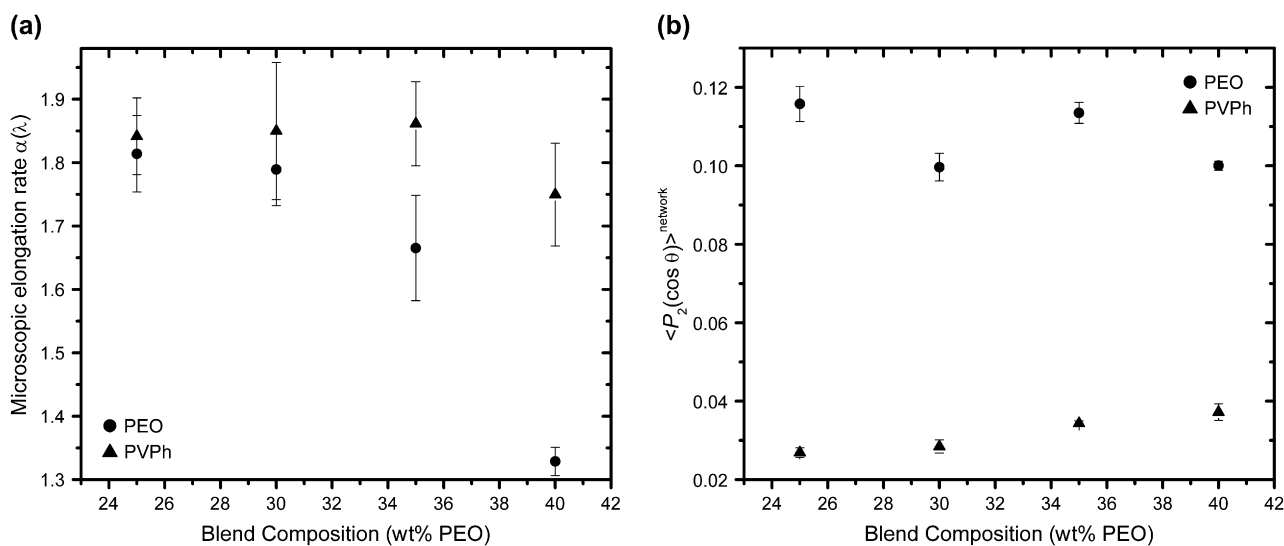 (a)
Microscopic elongation rate α(λ)
1.9
1.8
1.7
1.6
1.5
1.4
1.3
PEO
PVPh
24 26 28 30 32 34 36 38 40 42
Blend Composition (wt% PEO)
(b)
<P2(cos θ)>network
0.12
0.10
0.08
0.06
0.04
0.02
PEO
PVPh
24 26 28 30 32 34 36 38 40 42
Blend Composition (wt% PEO)